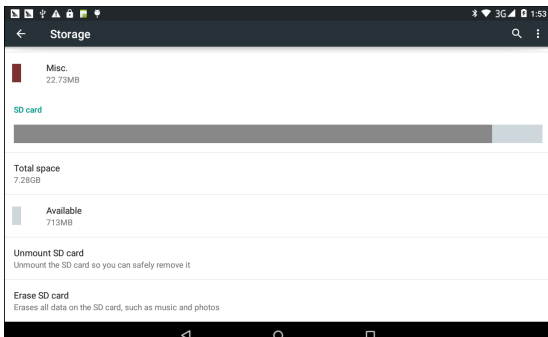 3G 1:53
Storage
Misc.
22.73MB
SD card
Total space
7.28GB
Available
713MB
Unmount SD card
Unmount the SD card so you can safely remove it
Erase SD card
Erases all data on the SD card, such as music and photos